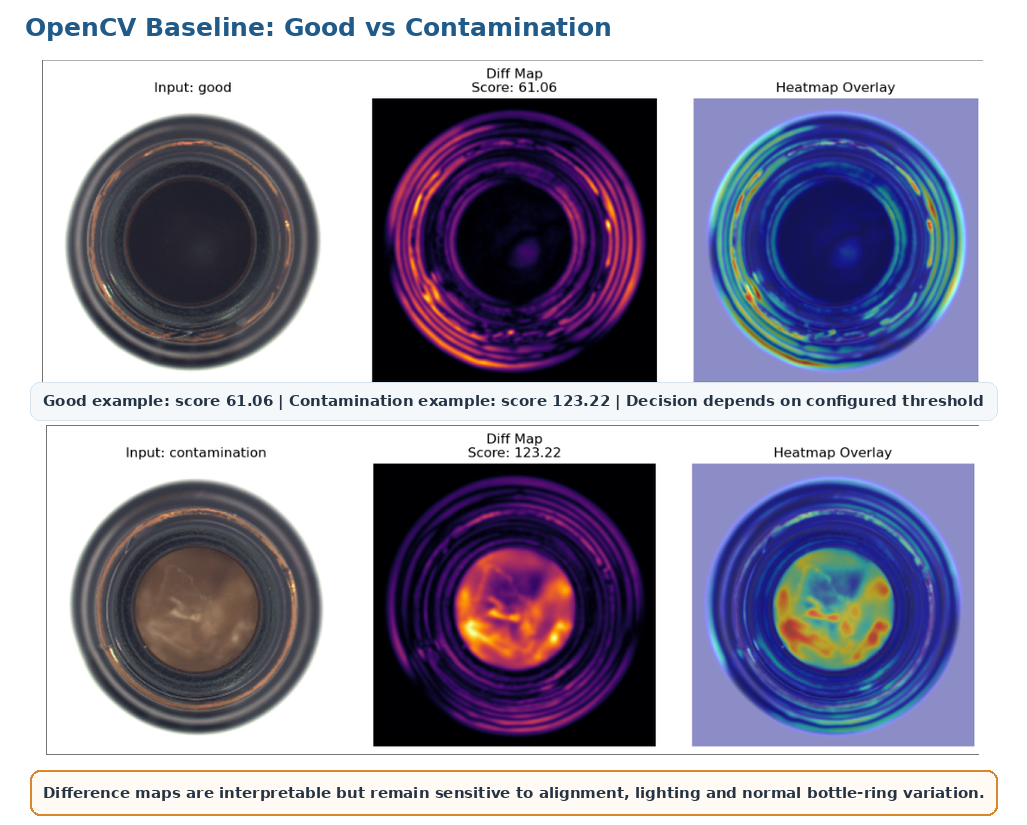 OpenCV Baseline: Good vs Contamination
Input: good
Diff Map
Score: 61.06
Heatmap Overlay
Good example: score 61.06 | Contamination example: score 123.22 | Decision depends on configured threshold
Input: contamination
Diff Map
Score: 123.22
Heatmap Overlay
Difference maps are interpretable but remain sensitive to alignment, lighting and normal bottle-ring variation.